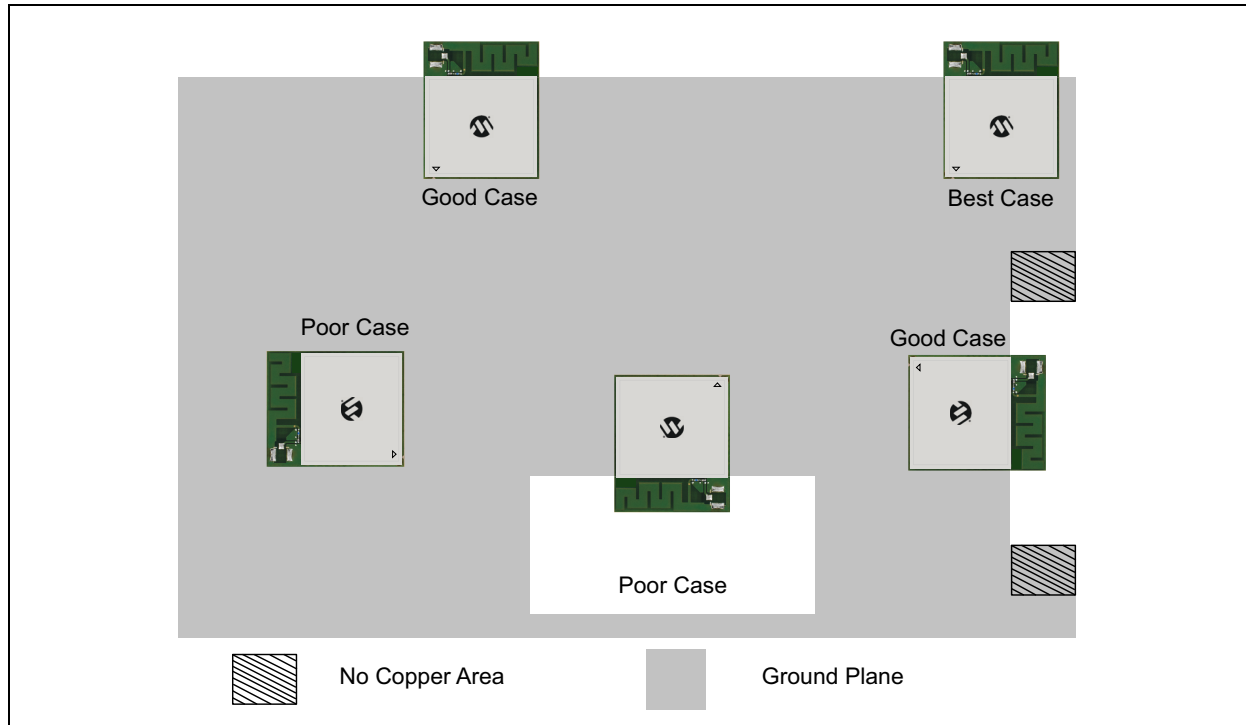 Good Case
Best Case
Poor Case
Good Case
Poor Case
No Copper Area
Ground Plane